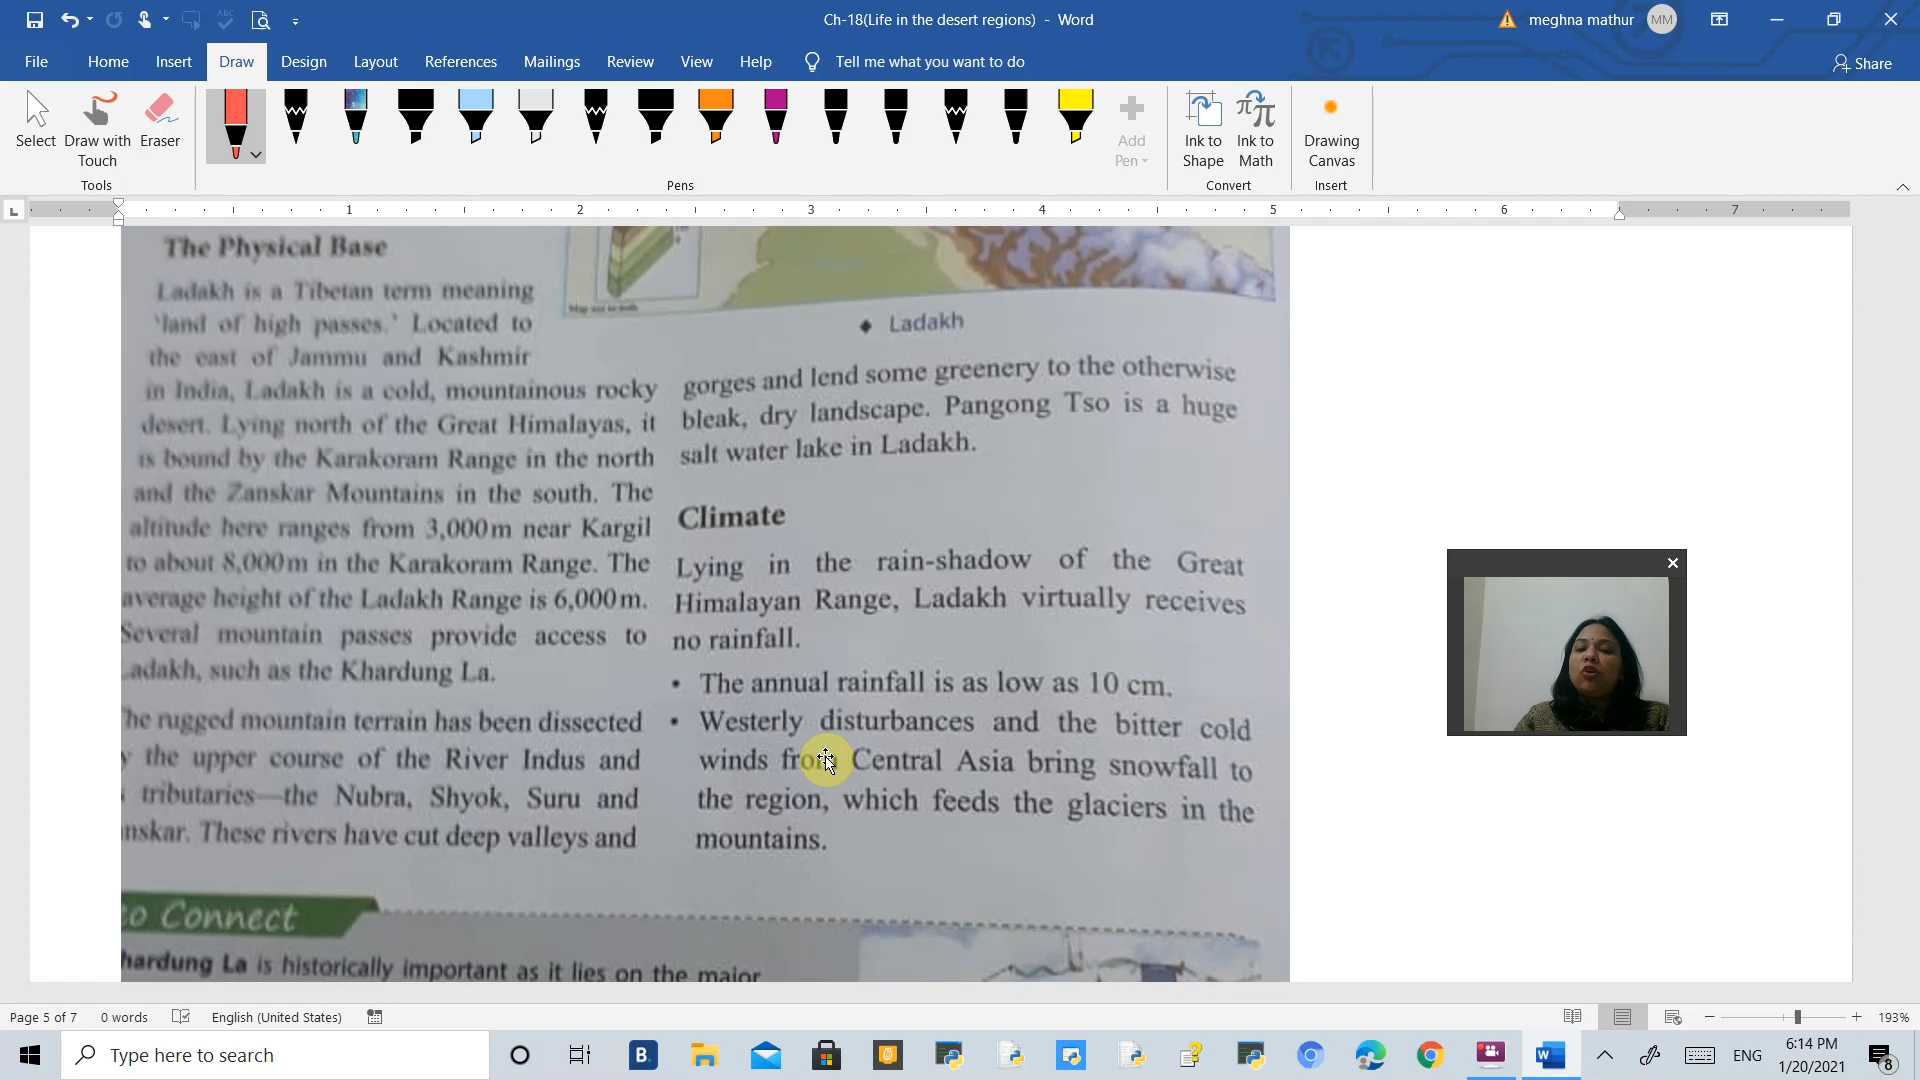 Ch-18(Life in the desert regions) - Word
meghna mathur
MM
File
Home
Insert
Draw
Design
Layout
References
Mailings
Review
View
Help
Tell me what you want to do
Share
Select
Draw with
Touch
Eraser
Add
Pen
Ink to
Shape
Ink to
Math
Drawing
Canvas
Tools
Pens
Convert
Insert
1 2 3 4 5 6 7
The Physical Base
Ladakh is a Tibetan term meaning
'land of high passes.' Located to
the east of Jammu and Kashmir
in India, Ladakh is a cold, mountainous rocky
desert. Lying north of the Great Himalayas, it
is bound by the Karakoram Range in the north
and the Zanskar Mountains in the south. The
altitude here ranges from 3,000m near Kargil
to about 8,000m in the Karakoram Range. The
average height of the Ladakh Range is 6,000m.
Several mountain passes provide access to
adakh, such as the Khardung La.
he rugged mountain terrain has been dissected
y the upper course of the River Indus and
tributaries—the Nubra, Shyok, Suru and
nskar. These rivers have cut deep valleys and
◆ Ladakh
gorges and lend some greenery to the otherwise
bleak, dry landscape. Pangong Tso is a huge
salt water lake in Ladakh.
Climate
Lying in the rain-shadow of the Great
Himalayan Range, Ladakh virtually receives
no rainfall.
• The annual rainfall is as low as 10 cm.
• Westerly disturbances and the bitter cold
winds from Central Asia bring snowfall to
the region, which feeds the glaciers in the
mountains.
to Connect
hardung La is historically important as it lies on the major
Page 5 of 7
0 words
English (United States)
193%
Type here to search
B.
ENG
6:14 PM
1/20/2021
8